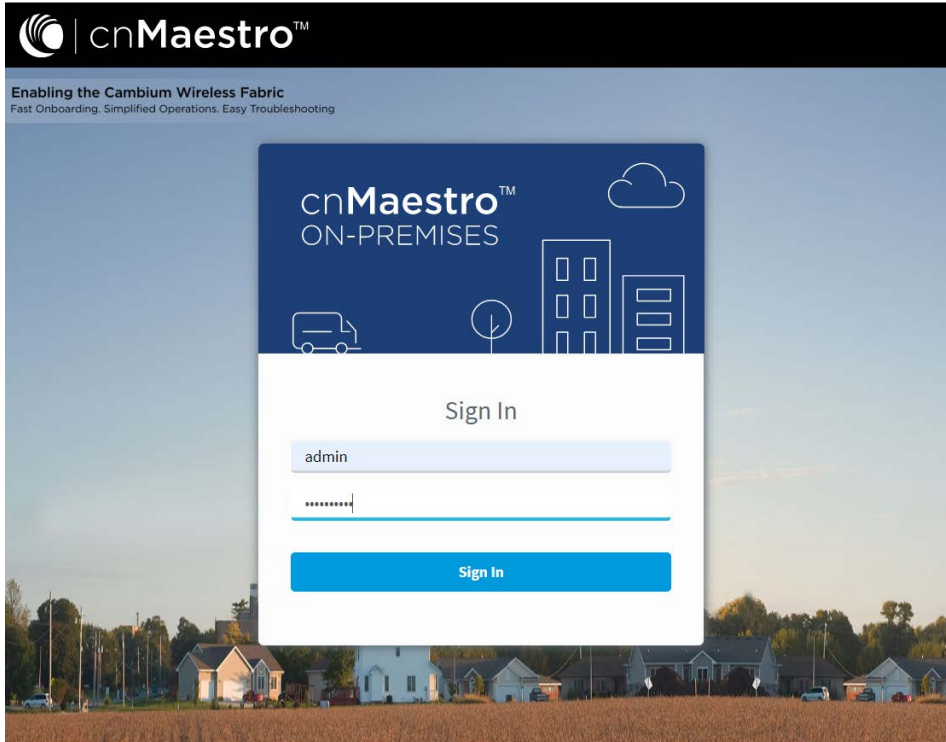 cnMaestro™
Enabling the Cambium Wireless Fabric
Fast Onboarding. Simplified Operations. Easy Troubleshooting
cnMaestro™
ON-PREMISES
Sign In
admin
••••••••••
Sign In